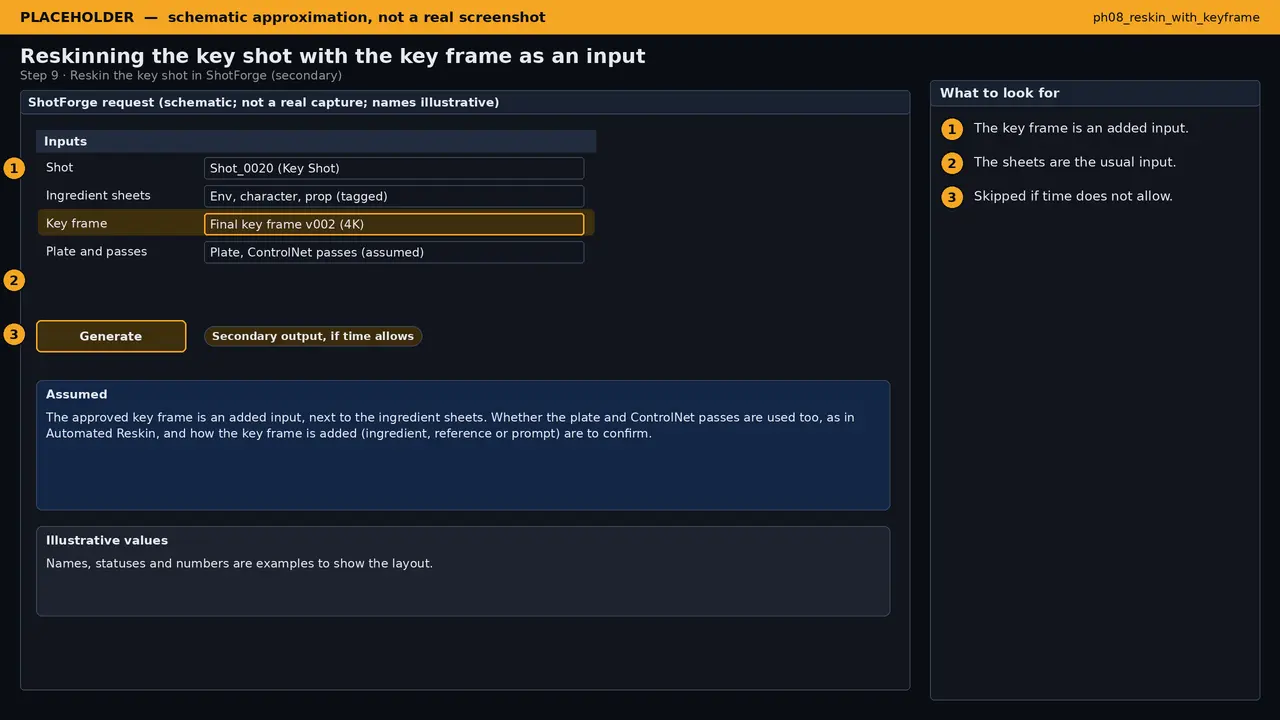 PLACEHOLDER — schematic approximation, not a real screenshot
ph08_reskin_with_keyframe
Reskinning the key shot with the key frame as an input
Step 9 · Reskin the key shot in ShotForge (secondary)
ShotForge request (schematic; not a real capture; names illustrative)
Inputs
1
Shot
Shot_0020 (Key Shot)
Ingredient sheets
Env, character, prop (tagged)
Key frame
Final key frame v002 (4K)
Plate and passes
Plate, ControlNet passes (assumed)
2
3
Generate
Secondary output, if time allows
Assumed
The approved key frame is an added input, next to the ingredient sheets. Whether the plate and ControlNet passes are used too, as in
Automated Reskin, and how the key frame is added (ingredient, reference or prompt) are to confirm.
Illustrative values
Names, statuses and numbers are examples to show the layout.
What to look for
1 The key frame is an added input.
2 The sheets are the usual input.
3 Skipped if time does not allow.